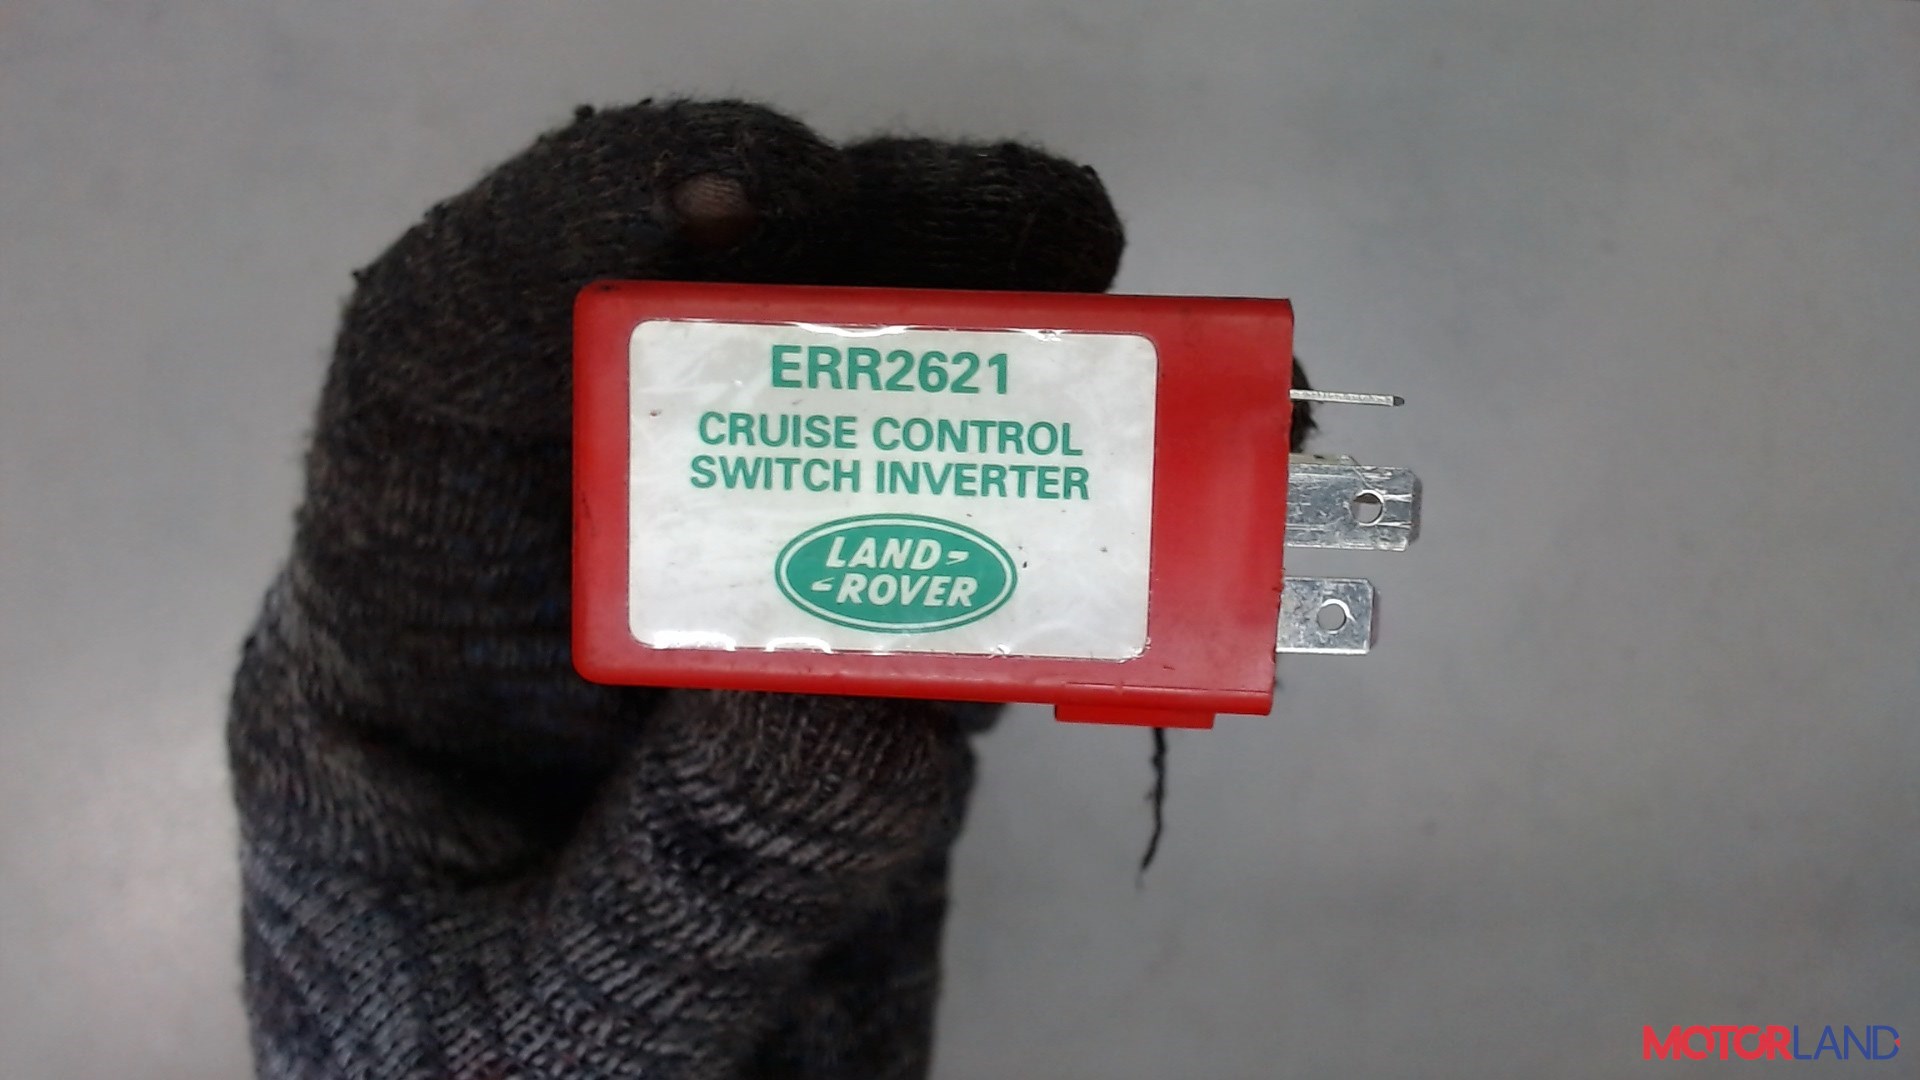 ERR2621
CRUISE CONTROL
SWITCH INVERTER
LAND
ROVER
MOTORLAND